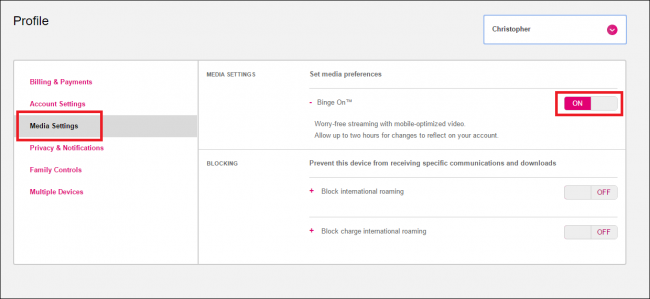 Profile
Christopher
Billing & Payments
Account Settings
Media Settings
Privacy & Notifications
Family Controls
Multiple Devices
MEDIA SETTINGS
Set media preferences
- Binge On™
ON
Worry-free streaming with mobile-optimized video.
Allow up to two hours for changes to reflect on your account.
BLOCKING
Prevent this device from receiving specific communications and downloads
+ Block international roaming
OFF
+ Block charge international roaming
OFF